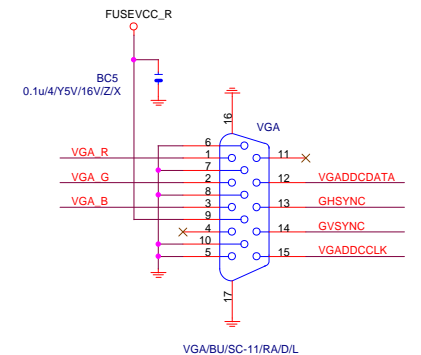 FUSEVCC_R
BC5
0.1u/4/Y5V/16V/Z/X
16
VGA
6
VGA_R 1 11
7
VGA_G 2 12 VGADDCDATA
8
VGA_B 3 13 GHSYNC
9
4 14 GVSYNC
10
5 15 VGADDCCLK
17
VGA/BU/SC-11/RA/D/L